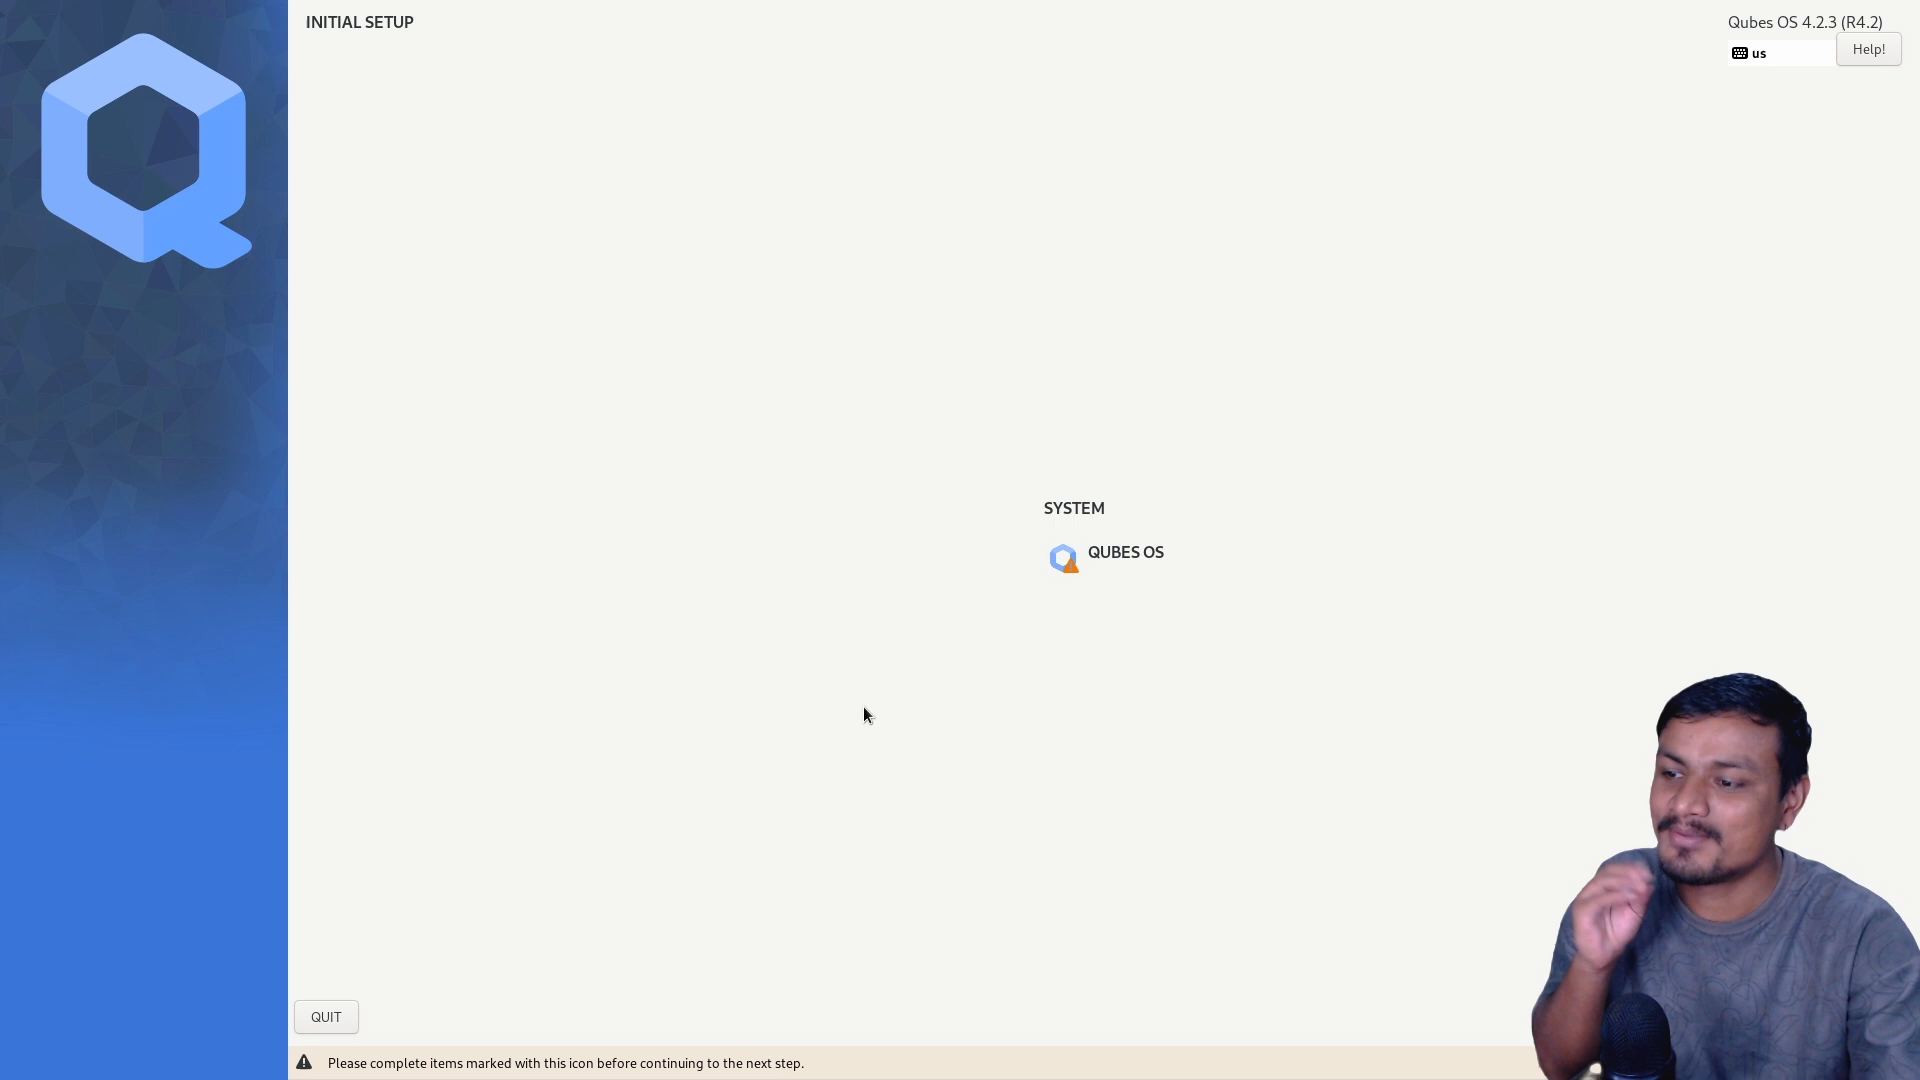 INITIAL SETUP
Qubes OS 4.2.3 (R4.2)
us
Help!
SYSTEM
QUBES OS
QUIT
Please complete items marked with this icon before continuing to the next step.